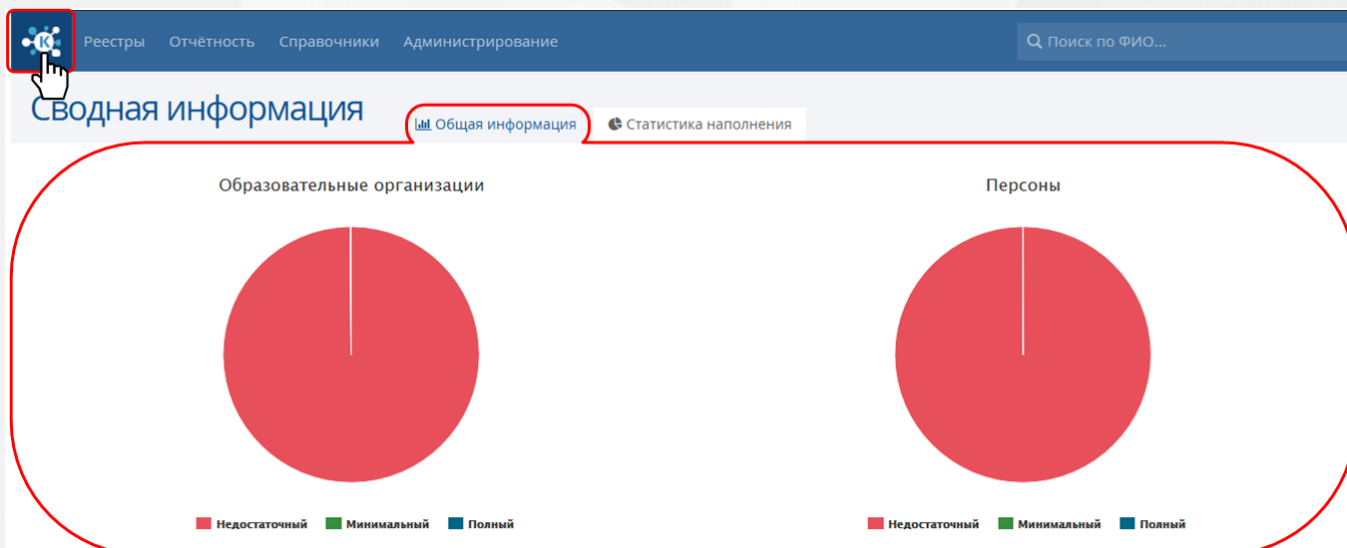 K Реестры Отчётность Справочники Администрирование Поиск по ФИО...
Сводная информация Общая информация Статистика наполнения
Образовательные организации Персоны
Недостаточный Минимальный Полный Недостаточный Минимальный Полный